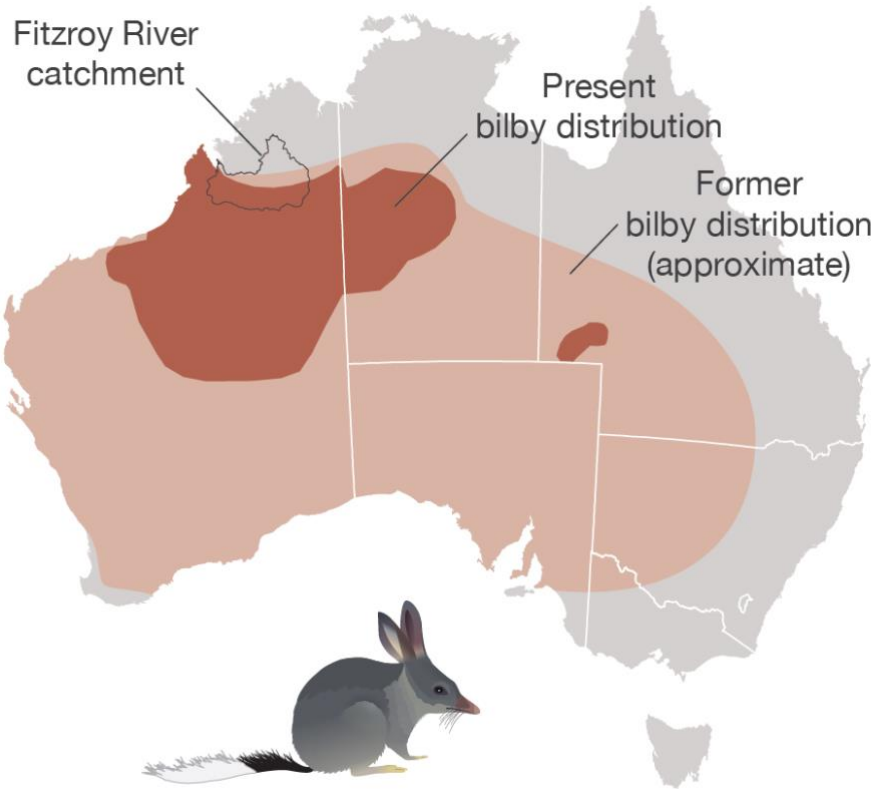 Fitzroy River
catchment
Present
bilby distribution
Former
bilby distribution
(approximate)